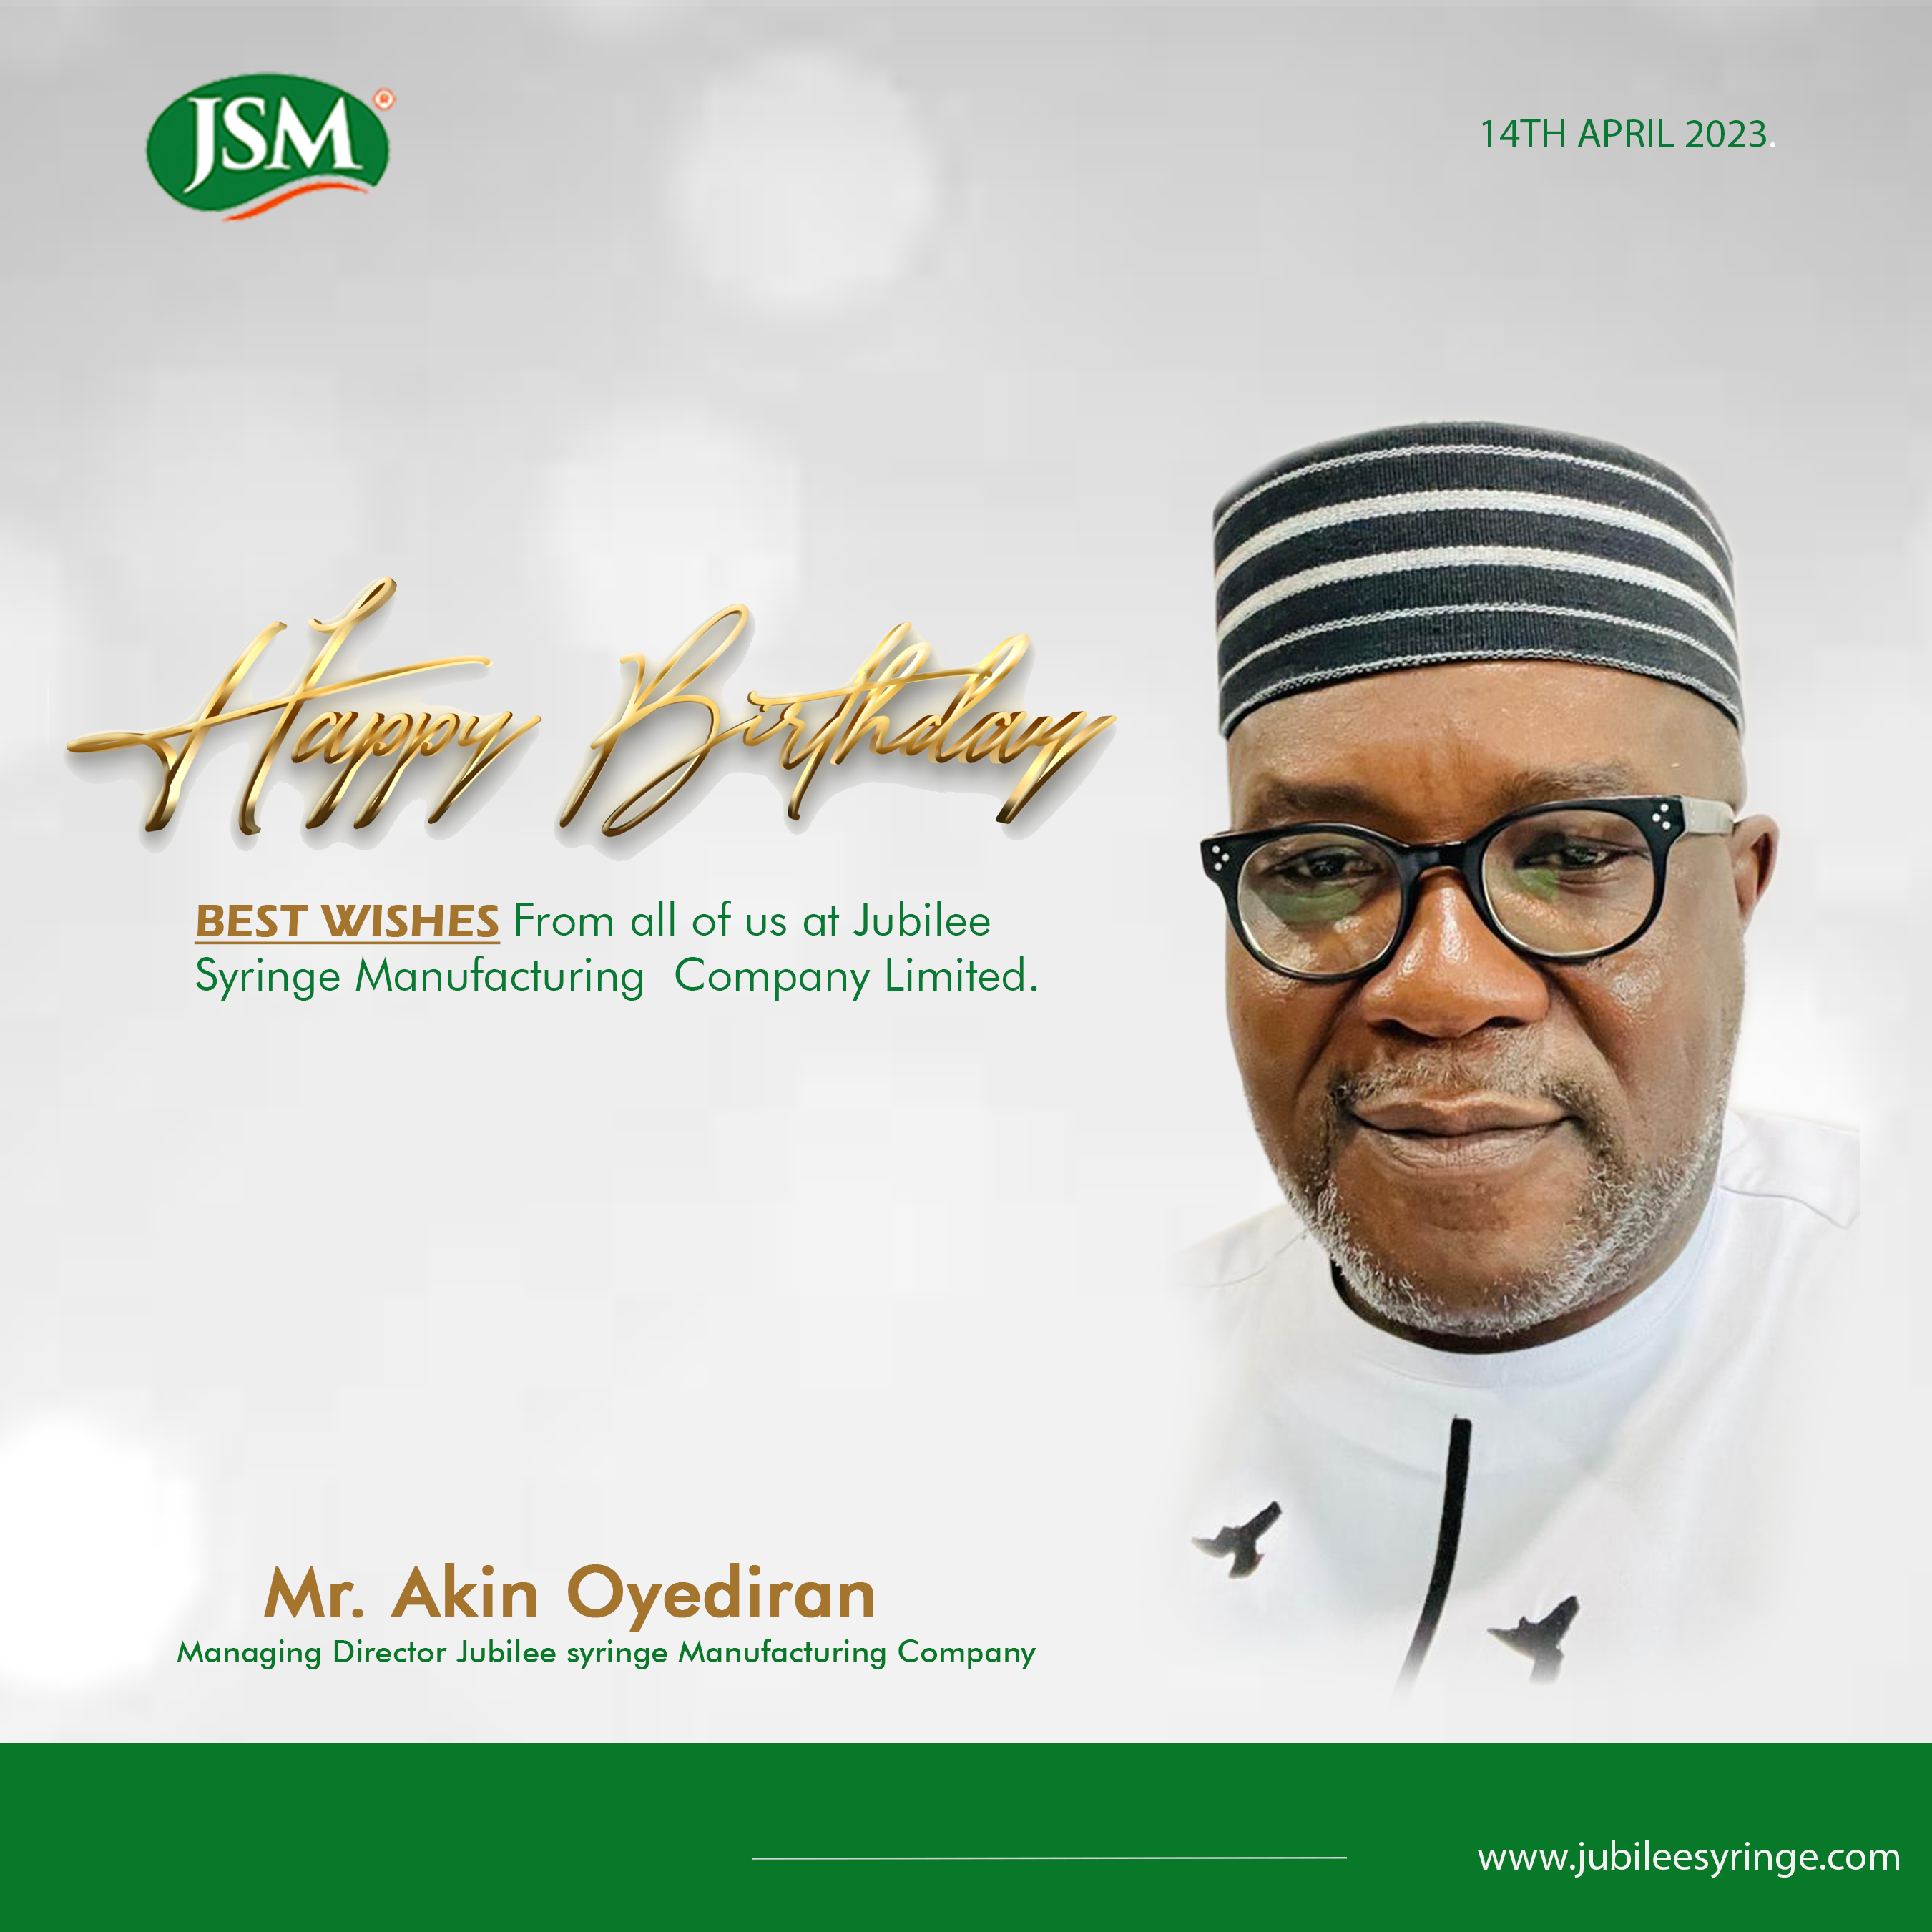 JSM
14TH APRIL 2023.
Happy Birthday
BEST WISHES From all of us at Jubilee
Syringe Manufacturing Company Limited.
Mr. Akin Oyediran
Managing Director Jubilee syringe Manufacturing Company
www.jubileesyringe.com